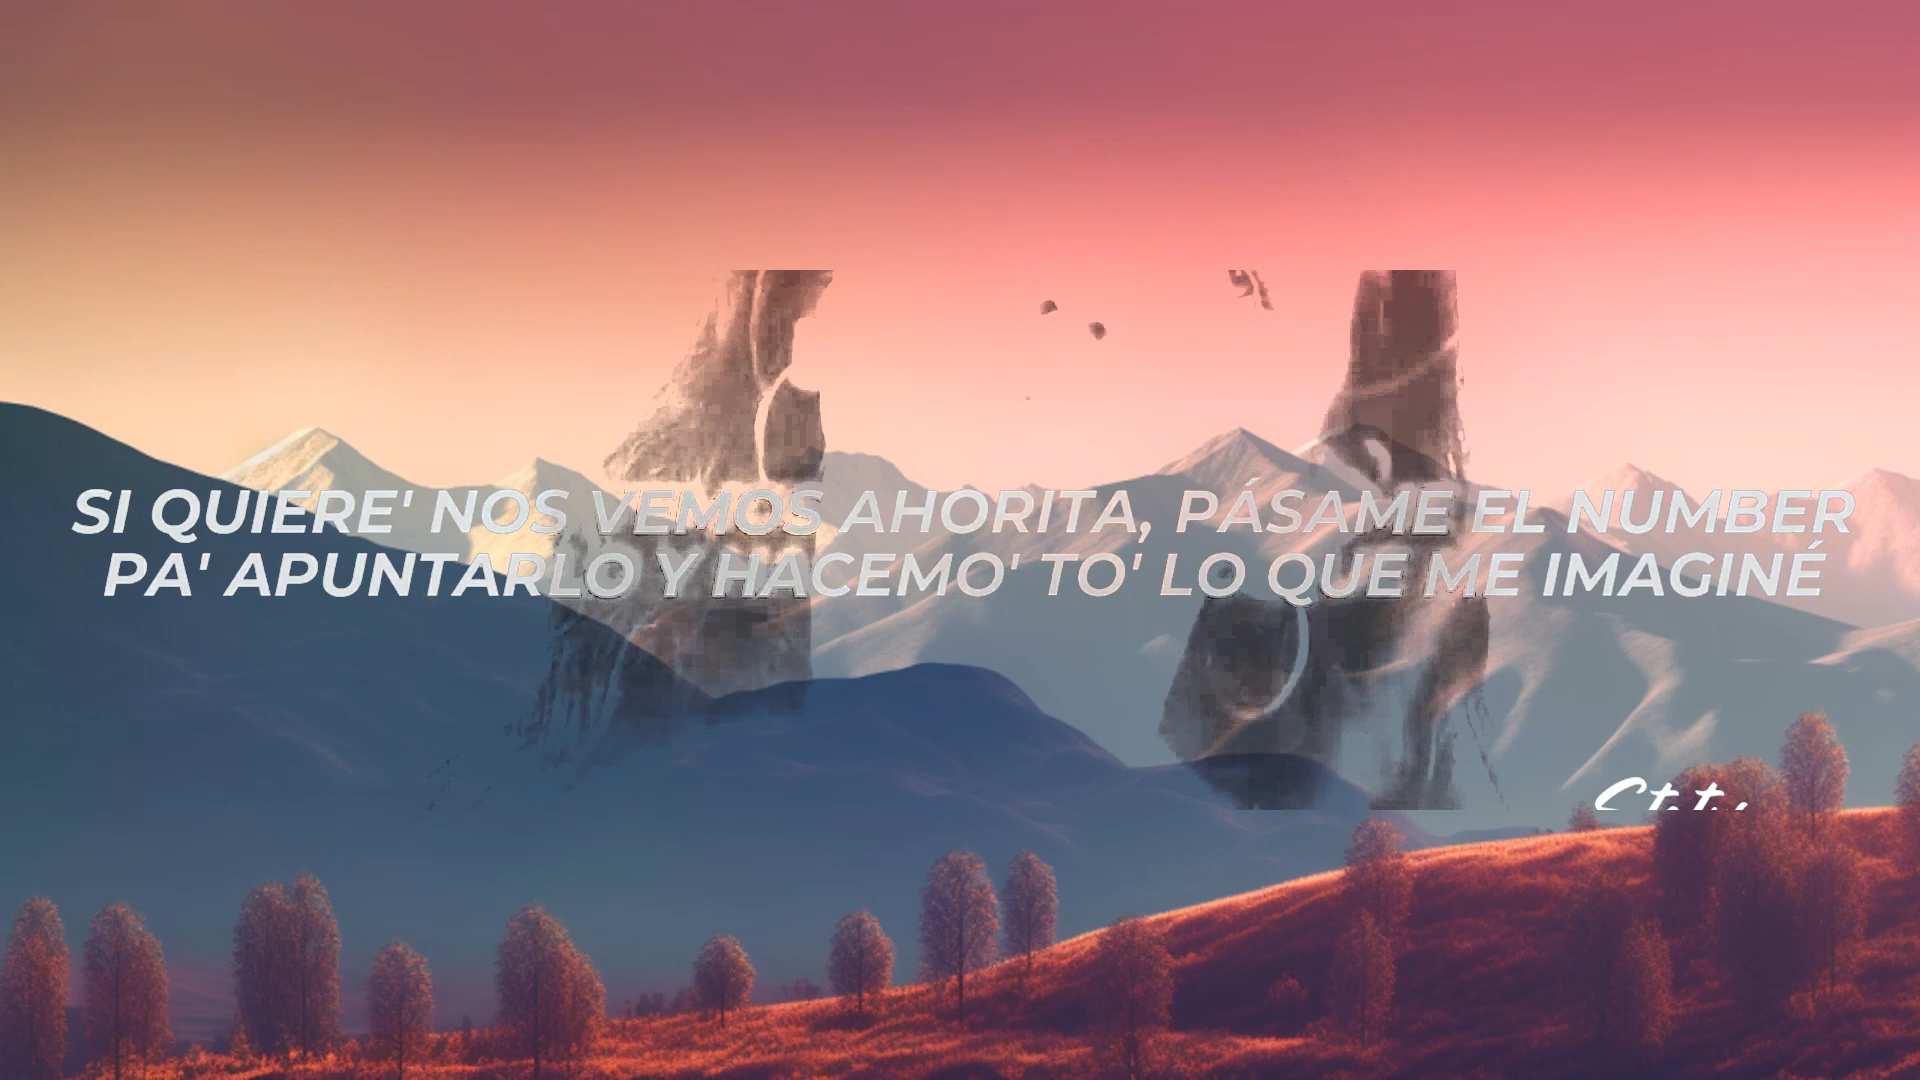 SI QUIERE' NOS VEMOS AHORITA, PÁSAME EL NUMBER
PA' APUNTARLO Y HACEMO' TO' LO QUE ME IMAGINÉ